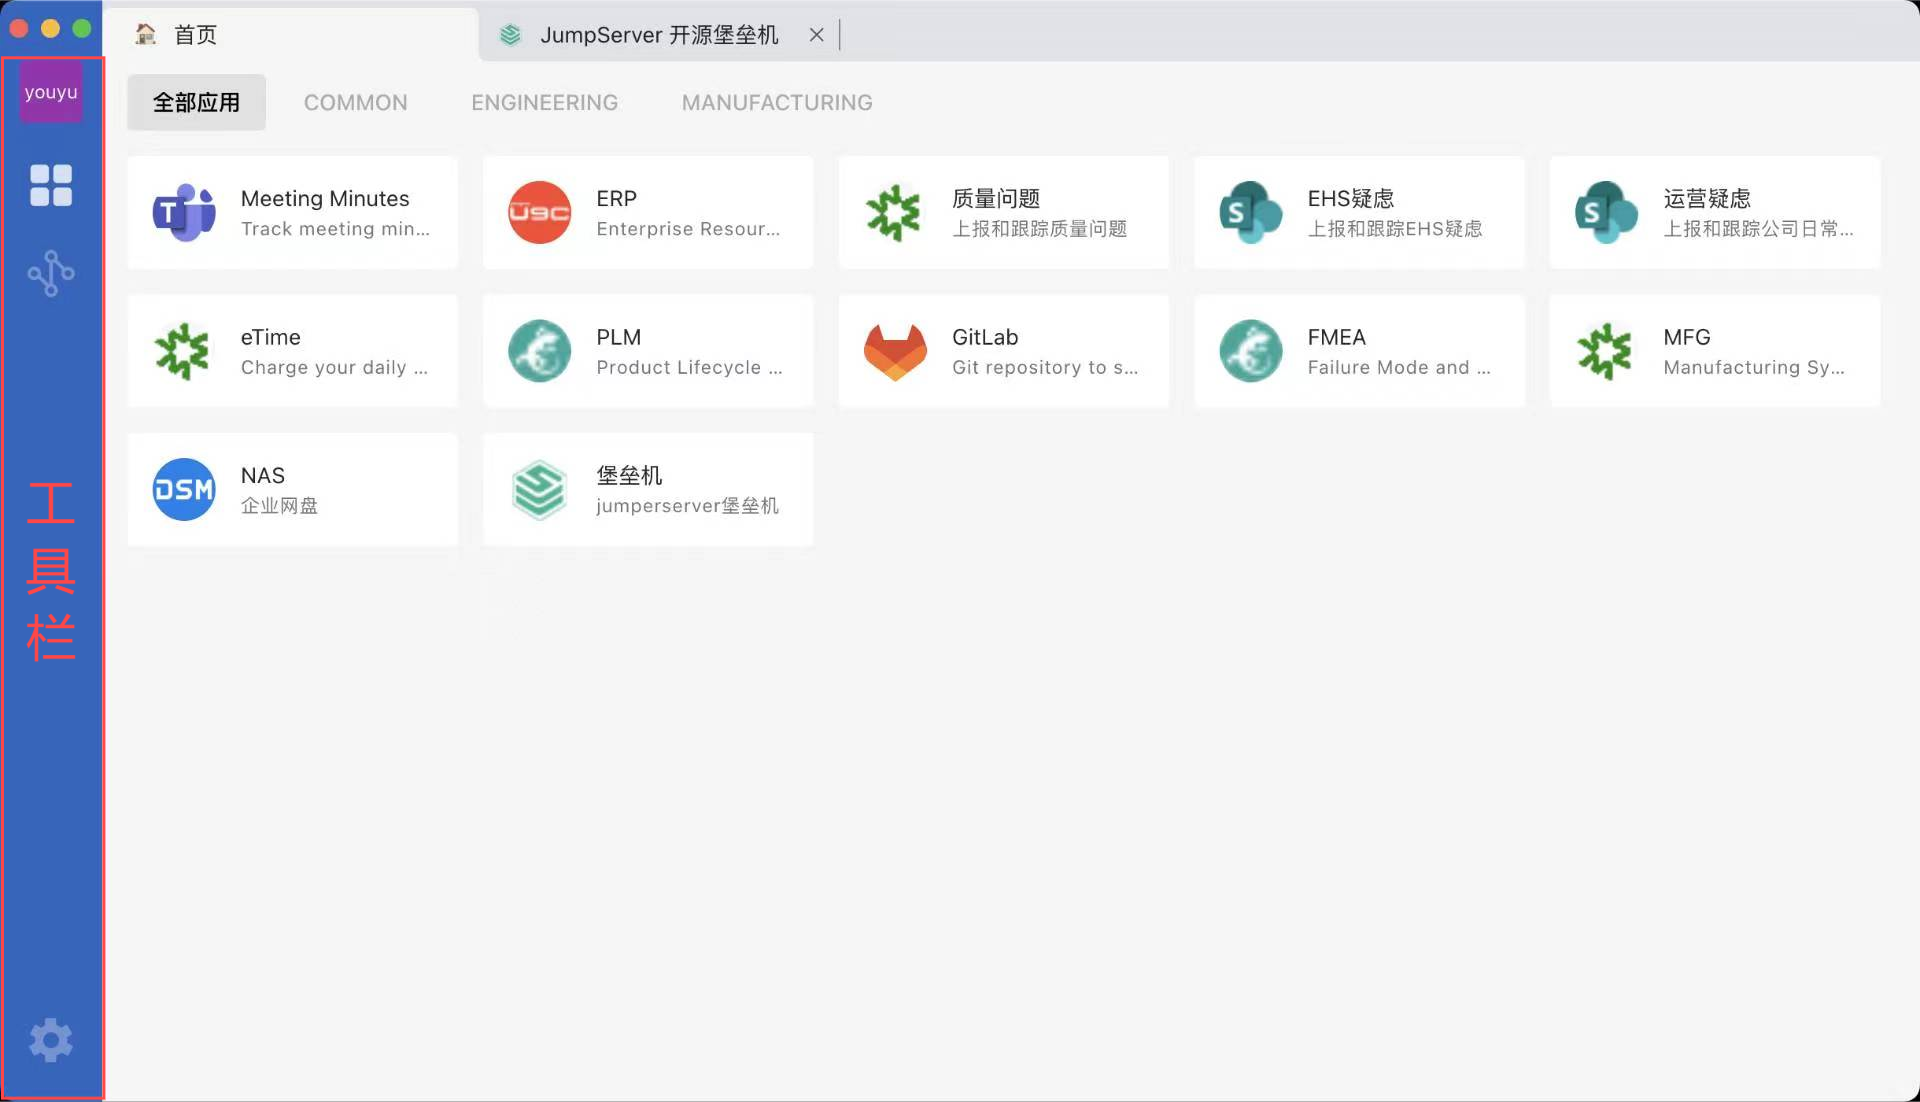 首页
JumpServer 开源堡垒机
youyu
全部应用
COMMON
ENGINEERING
MANUFACTURING
Meeting Minutes
Track meeting min...
ERP
Enterprise Resour...
质量问题
上报和跟踪质量问题
EHS疑虑
上报和跟踪EHS疑虑
运营疑虑
上报和跟踪公司日常...
eTime
Charge your daily ...
PLM
Product Lifecycle ...
GitLab
Git repository to s...
FMEA
Failure Mode and ...
MFG
Manufacturing Sy...
DSM
NAS
企业网盘
堡垒机
jumperserver堡垒机
工
具
栏